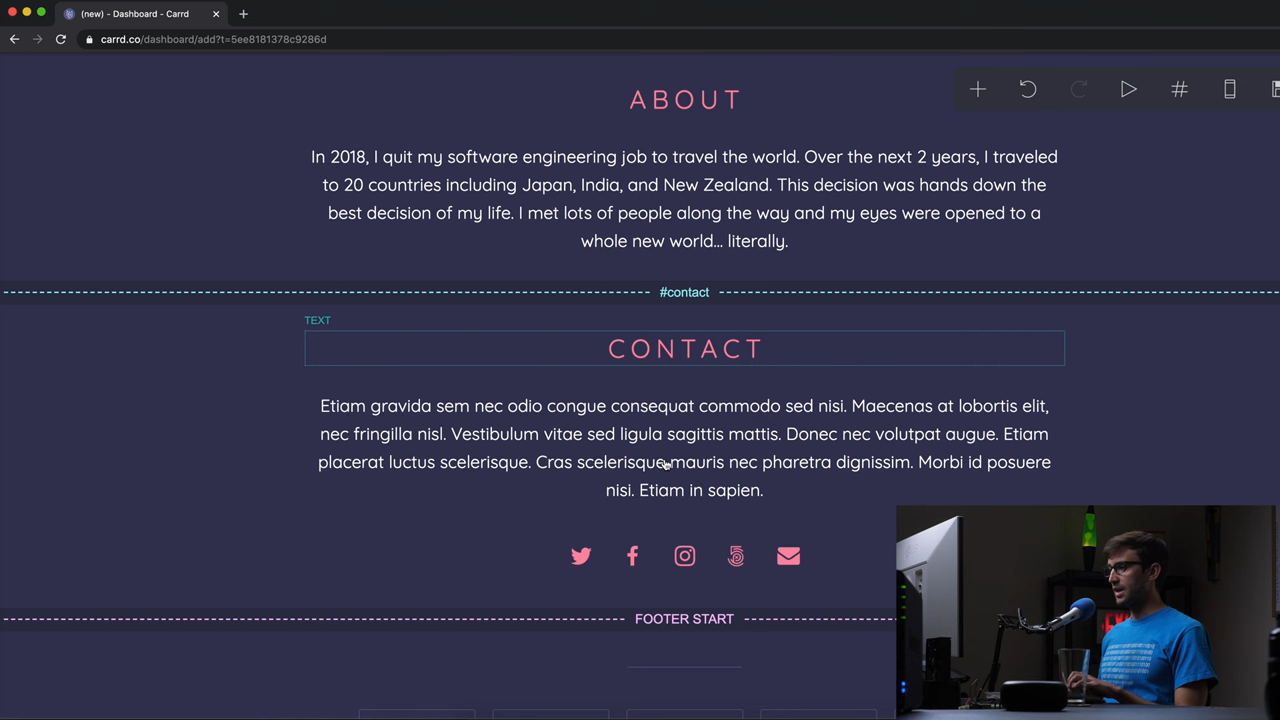 (new) - Dashboard - Carrd
carrd.co/dashboard/add?t=5ee8181378c9286d
ABOUT
In 2018, I quit my software engineering job to travel the world. Over the next 2 years, I traveled
to 20 countries including Japan, India, and New Zealand. This decision was hands down the
best decision of my life. I met lots of people along the way and my eyes were opened to a
whole new world... literally.
#contact
TEXT
CONTACT
Etiam gravida sem nec odio congue consequat commodo sed nisi. Maecenas at lobortis elit,
nec fringilla nisl. Vestibulum vitae sed ligula sagittis mattis. Donec nec volutpat augue. Etiam
placerat luctus scelerisque. Cras scelerisque mauris nec pharetra dignissim. Morbi id posuere
nisi. Etiam in sapien.
FOOTER START